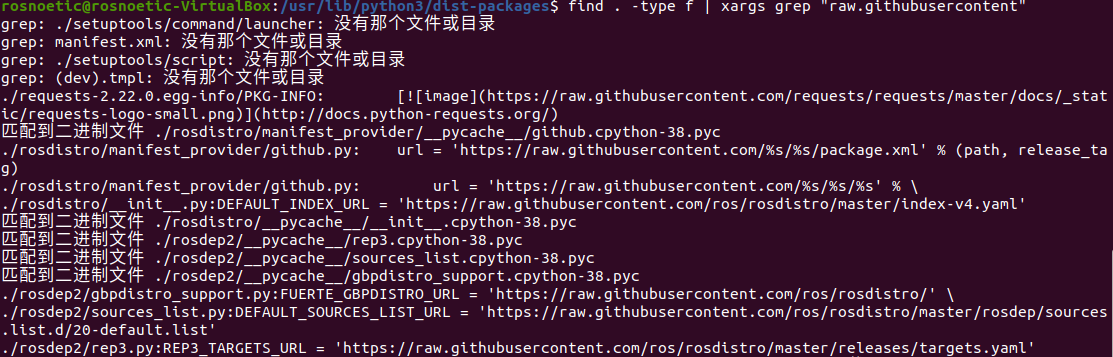 rosnoetic@rosnoetic-VirtualBox:/usr/lib/python3/dist-packages$ find . -type f | xargs grep "raw.githubusercontent"
grep: ./setuptools/command/launcher: 没有那个文件或目录
grep: manifest.xml: 没有那个文件或目录
grep: ./setuptools/script: 没有那个文件或目录
grep: (dev).tmpl: 没有那个文件或目录
./requests-2.22.0.egg-info/PKG-INFO:        [![image](https://raw.githubusercontent.com/requests/requests/master/docs/_stat
ic/requests-logo-small.png)](http://docs.python-requests.org/)
匹配到二进制文件 ./rosdistro/manifest_provider/__pycache__/github.cpython-38.pyc
./rosdistro/manifest_provider/github.py:    url = 'https://raw.githubusercontent.com/%s/%s/package.xml' % (path, release_ta
g)
./rosdistro/manifest_provider/github.py:        url = 'https://raw.githubusercontent.com/%s/%s/%s' % \
./rosdistro/__init__.py:DEFAULT_INDEX_URL = 'https://raw.githubusercontent.com/ros/rosdistro/master/index-v4.yaml'
匹配到二进制文件 ./rosdistro/__pycache__/__init__.cpython-38.pyc
匹配到二进制文件 ./rosdep2/__pycache__/rep3.cpython-38.pyc
匹配到二进制文件 ./rosdep2/__pycache__/sources_list.cpython-38.pyc
匹配到二进制文件 ./rosdep2/__pycache__/gbpdistro_support.cpython-38.pyc
./rosdep2/gbpdistro_support.py:FUERTE_GBPDISTRO_URL = 'https://raw.githubusercontent.com/ros/rosdistro/' \
./rosdep2/sources_list.py:DEFAULT_SOURCES_LIST_URL = 'https://raw.githubusercontent.com/ros/rosdistro/master/rosdep/sources
.list.d/20-default.list'
./rosdep2/rep3.py:REP3_TARGETS_URL = 'https://raw.githubusercontent.com/ros/rosdistro/master/releases/targets.yaml'